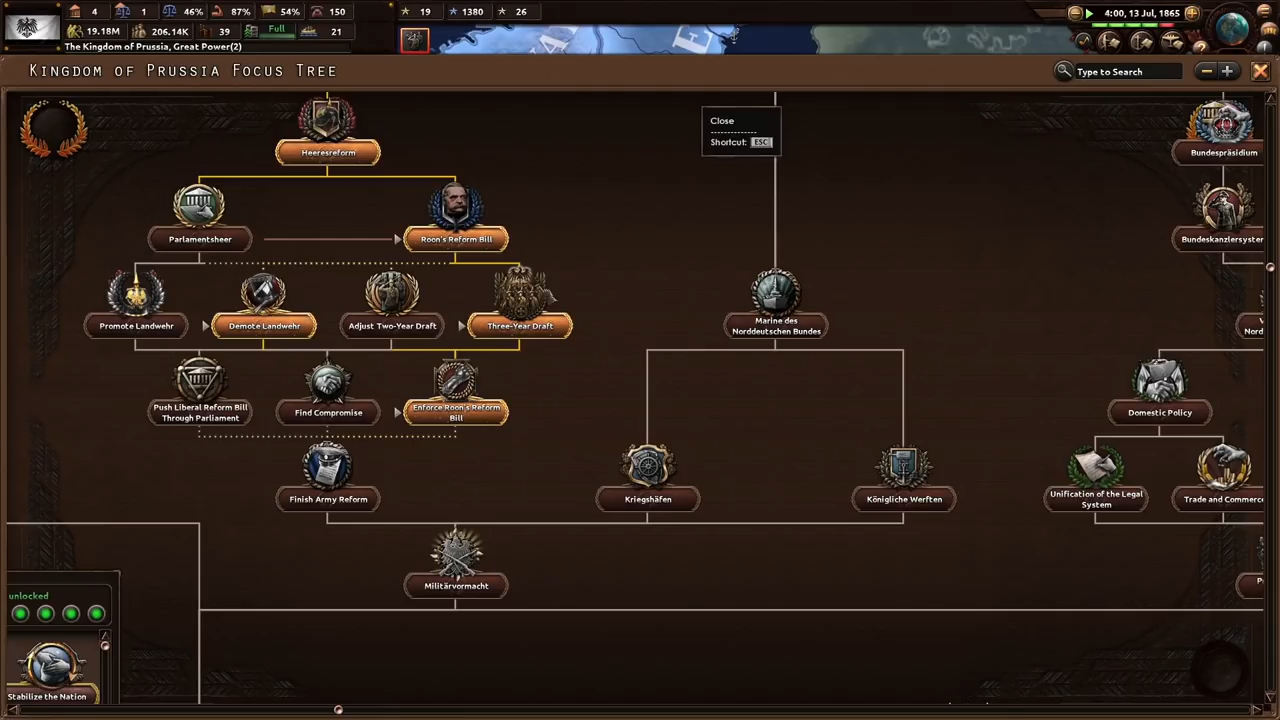 4 1 46% 87% 54% 150 19 1380 26 4:00, 13 Jul, 1865
19.18M 206.14K 39 Full 21
The Kingdom of Prussia, Great Power(2)
Kingdom of Prussia Focus Tree
Type to Search
Close
--------------
Shortcut: ESC
Heeresreform
Bundespräsidium
Parlamentsheer
Roon's Reform Bill
Bundeskanzlersystem
Promote Landwehr
Demote Landwehr
Adjust Two-Year Draft
Three-Year Draft
Marine des
Norddeutschen Bundes
Push Liberal Reform Bill
Through Parliament
Find Compromise
Enforce Roon's Reform
Bill
Domestic Policy
Finish Army Reform
Kriegshäfen
Königliche Werften
Unification of the Legal
System
Trade and Commerce
Militärvormacht
unlocked
Stabilize the Nation